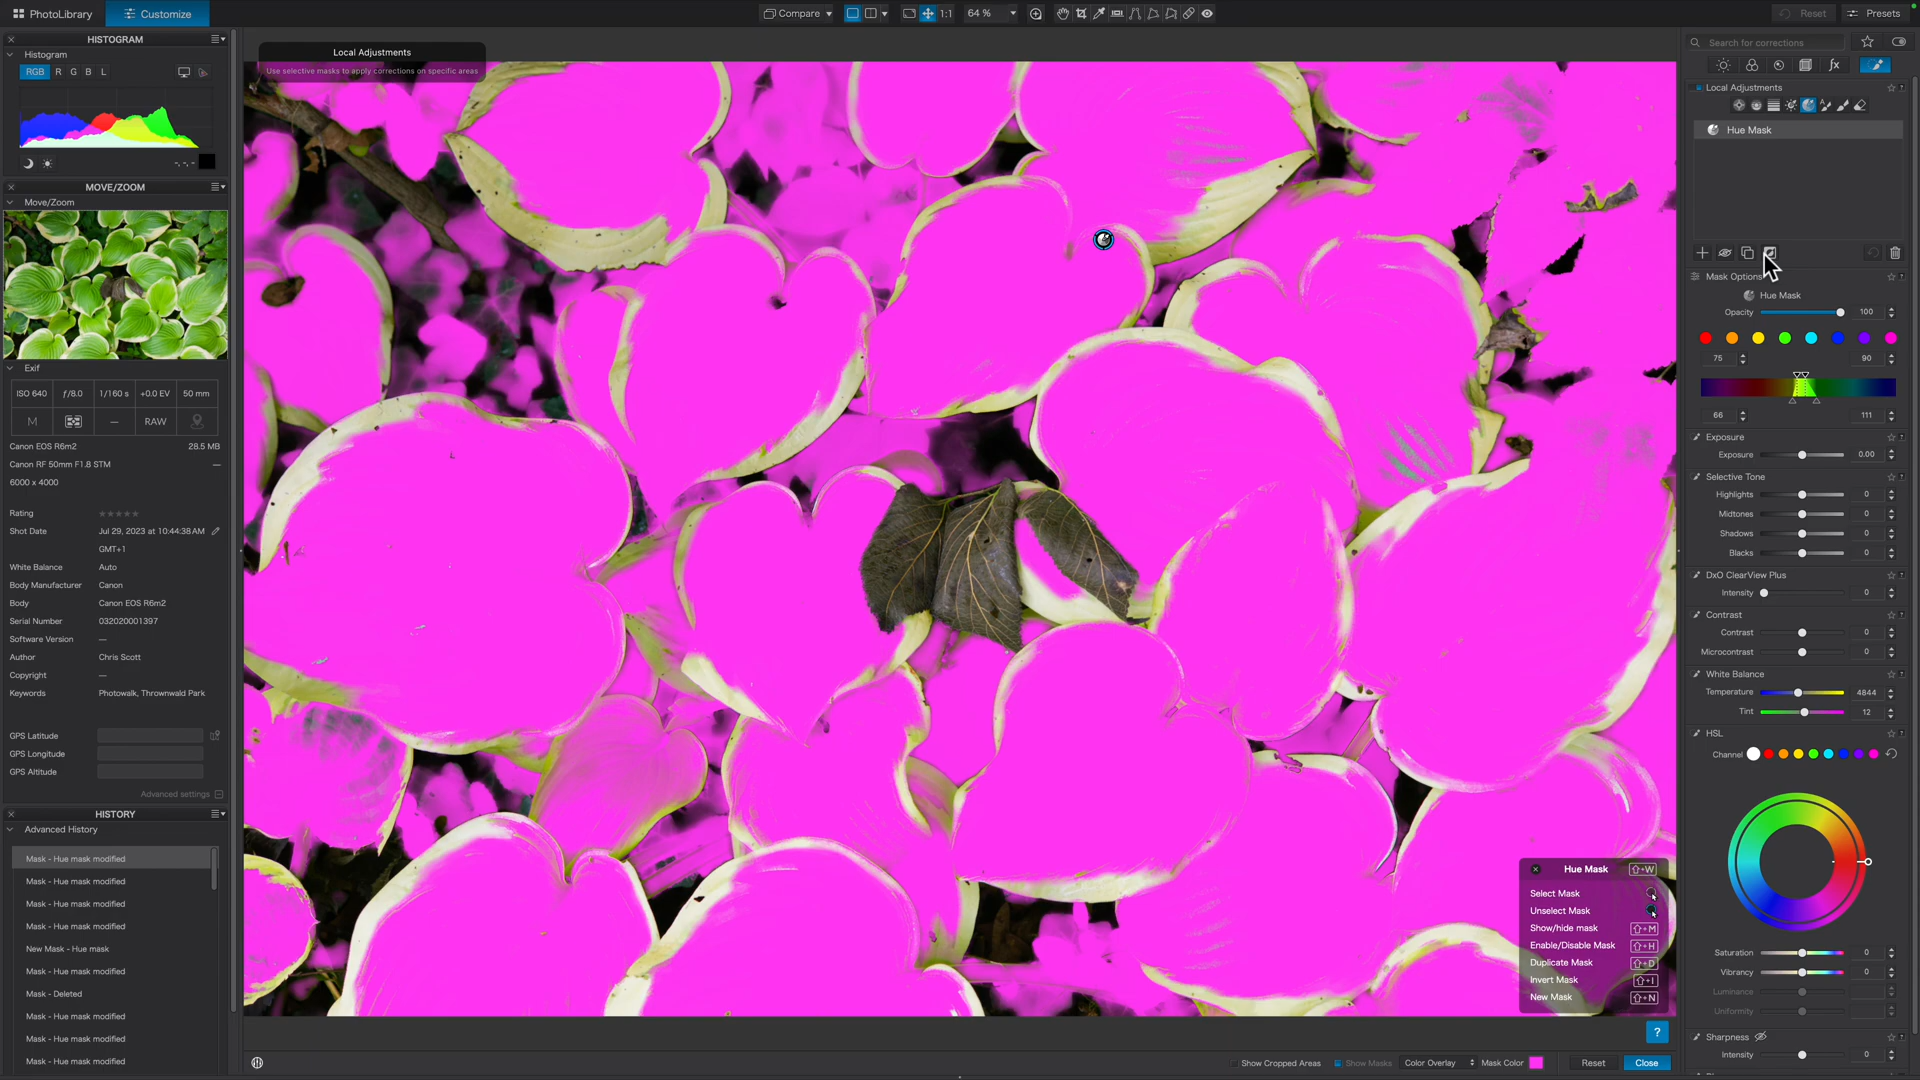 PhotoLibrary
Customize
Compare
64 %
1:1
Reset
Presets
HISTOGRAM
Histogram
RGB R G B L
MOVE/ZOOM
Move/Zoom
Exif
ISO 640 ƒ/8.0 1/160 s +0.0 EV 50 mm
M — RAW
Canon EOS R6m2 28.5 MB
Canon RF 50mm F1.8 STM —
6000 x 4000
Rating
Shot Date Jul 29, 2023 at 10:44:38 AM
GMT+1
White Balance Auto
Body Manufacturer Canon
Body Canon EOS R6m2
Serial Number 032020001397
Software Version —
Author Chris Scott
Copyright —
Keywords Photowalk, Thrownwald Park
GPS Latitude
GPS Longitude
GPS Altitude
Advanced settings
HISTORY
Advanced History
Mask - Hue mask modified
Mask - Hue mask modified
Mask - Hue mask modified
Mask - Hue mask modified
New Mask - Hue mask
Mask - Hue mask modified
Mask - Deleted
Mask - Hue mask modified
Mask - Hue mask modified
Mask - Hue mask modified
Local Adjustments
Use selective masks to apply corrections on specific areas
Hue Mask ⇧+W
Select Mask
Unselect Mask
Show/hide mask ⇧+M
Enable/Disable Mask ⇧+H
Duplicate Mask ⇧+D
Invert Mask ⇧+I
New Mask ⇧+N
?
Show Cropped Areas
Show Masks
Color Overlay
Mask Color
Reset
Close
Search for corrections
fx
Local Adjustments
Hue Mask
Mask Options
Hue Mask
Opacity 100
75 90
66 111
Exposure
Exposure 0.00
Selective Tone
Highlights 0
Midtones 0
Shadows 0
Blacks 0
DxO ClearView Plus
Intensity 0
Contrast
Contrast 0
Microcontrast 0
White Balance
Temperature 4844
Tint 12
HSL
Channel
Saturation 0
Vibrancy 0
Luminance
Uniformity
Sharpness
Intensity 0